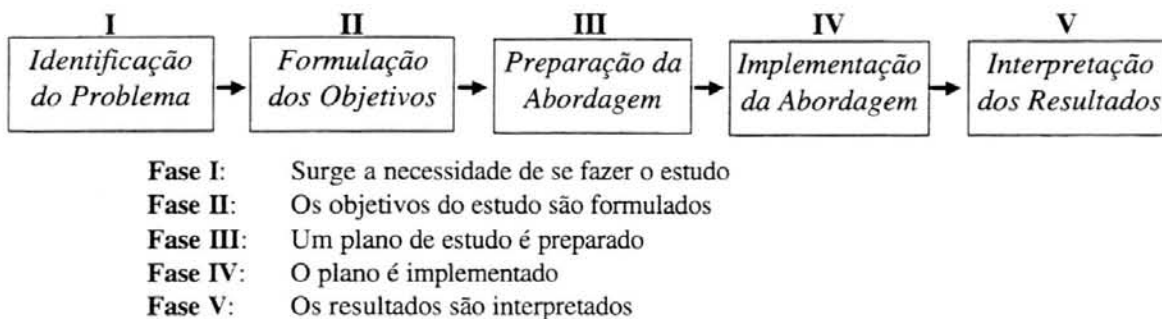 I II III IV V
Identificação Formulação Preparação da Implementação Interpretação
do Problema dos Objetivos Abordagem da Abordagem dos Resultados
Fase I: Surge a necessidade de se fazer o estudo
Fase II: Os objetivos do estudo são formulados
Fase III: Um plano de estudo é preparado
Fase IV: O plano é implementado
Fase V: Os resultados são interpretados